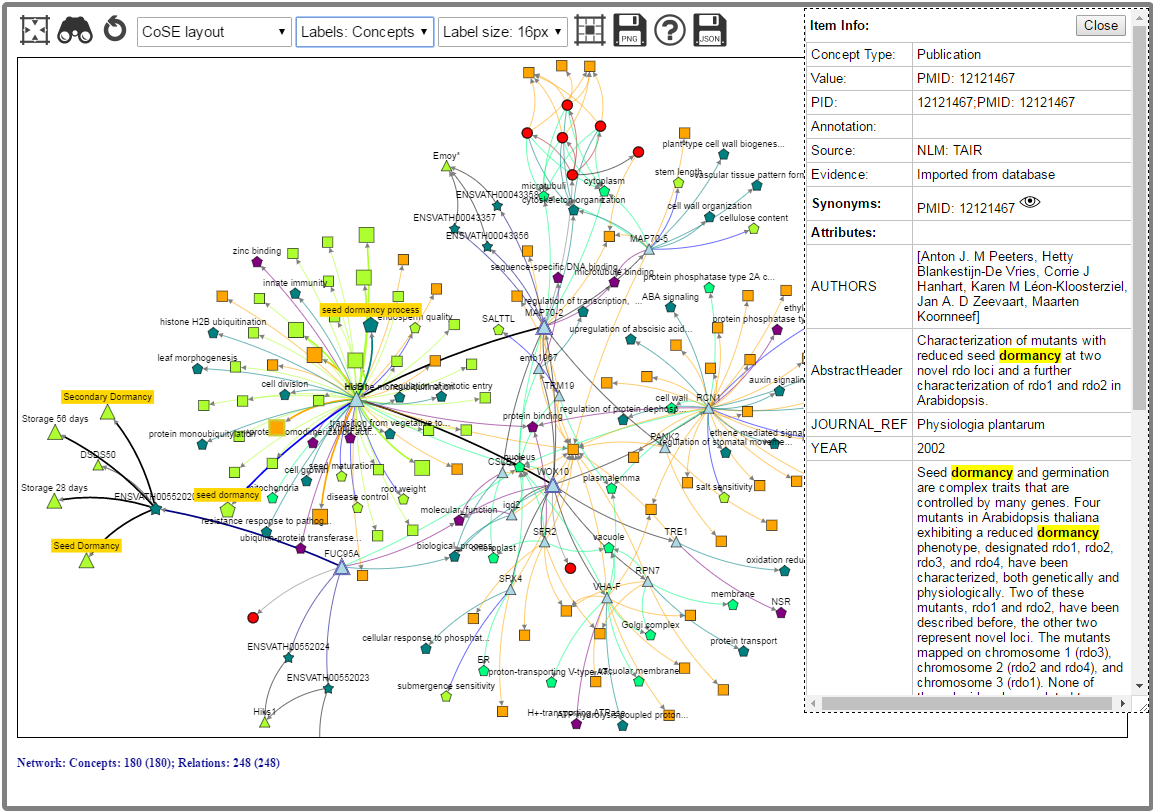 CoSE layout
Labels: Concepts
Label size: 16px
PNG
JSON
Item Info:
Close
Concept Type: Publication
Value: PMID: 12121467
PID: 12121467;PMID: 12121467
Annotation:
Source: NLM: TAIR
Evidence: Imported from database
Synonyms: PMID: 12121467
Attributes:
AUTHORS
[Anton J. M Peeters, Hetty
Blankestijn-De Vries, Corrie J
Hanhart, Karen M Léon-Kloosterziel,
Jan A. D Zeevaart, Maarten
Koornneef]
AbstractHeader
Characterization of mutants with
reduced seed dormancy at two
novel rdo loci and a further
characterization of rdo1 and rdo2 in
Arabidopsis.
JOURNAL_REF Physiologia plantarum
YEAR 2002
Seed dormancy and germination
are complex traits that are
controlled by many genes. Four
mutants in Arabidopsis thaliana
exhibiting a reduced dormancy
phenotype, designated rdo1, rdo2,
rdo3, and rdo4, have been
characterized, both genetically and
physiologically. Two of these
mutants, rdo1 and rdo2, have been
described before, the other two
represent novel loci. The mutants
mapped on chromosome 1 (rdo3),
chromosome 2 (rdo2 and rdo4), and
chromosome 3 (rdo1). None of
plant-type cell wall biogenes...
Emoy*
stem length
vascular tissue pattern form
microtubul
cytoplasm
ENSVATH00043358
cytoskeleton organization
cell wall organization
ENSVATH00043357
cellulose content
ENSVATH00043356
MAP70-5
zinc binding
sequence-specific DNA binding
microtubule binding
protein phosphatase type 2A c...
innate immunity
regulation of transcription, ...
ABA signaling
seed dormancy process
MAP70-2
ethyl
endosperm quality
SALTTL
protein phosphatase ty
histone H2B ubiquitination
upregulation of abscisic acid...
leaf morphogenesis
emb1967
cell division
regulation of mitotic entry
TRM19
auxin signalin
Secondary Dormancy
cell wall
RCN1
Storage 56 days
protein binding
regulation of protein depho
transition from vegetative to...
protein monoubiquitylation
PANK2
ethylene mediated signa
regulation of stomatal moveme...
DSDS50
nucleus
cell growth
seed maturation
WOX10
plasmalemma
Storage 28 days
ENSVATH0055202
seed dormancy
mitochondria
root weight
salt sensitivity
disease control
iqd2
molecular_function
resistance response to pathog...
SFR2
vacuole
TRE1
ubiquitin-protein transferase...
Seed Dormancy
FUC95A
biological_process
chloroplast
oxidation redu
RPN7
SPX4
VHA-F
membrane
NSR
Golgi complex
cellular response to phosphat...
protein transport
ENSVATH00552024
ER
proton-transporting V-type AT
vacuolar membrane
ENSVATH00552023
submergence sensitivity
Hiks1
H+-transporting ATPase
ATP hydrolysis coupled proton...
Network: Concepts: 180 (180); Relations: 248 (248)